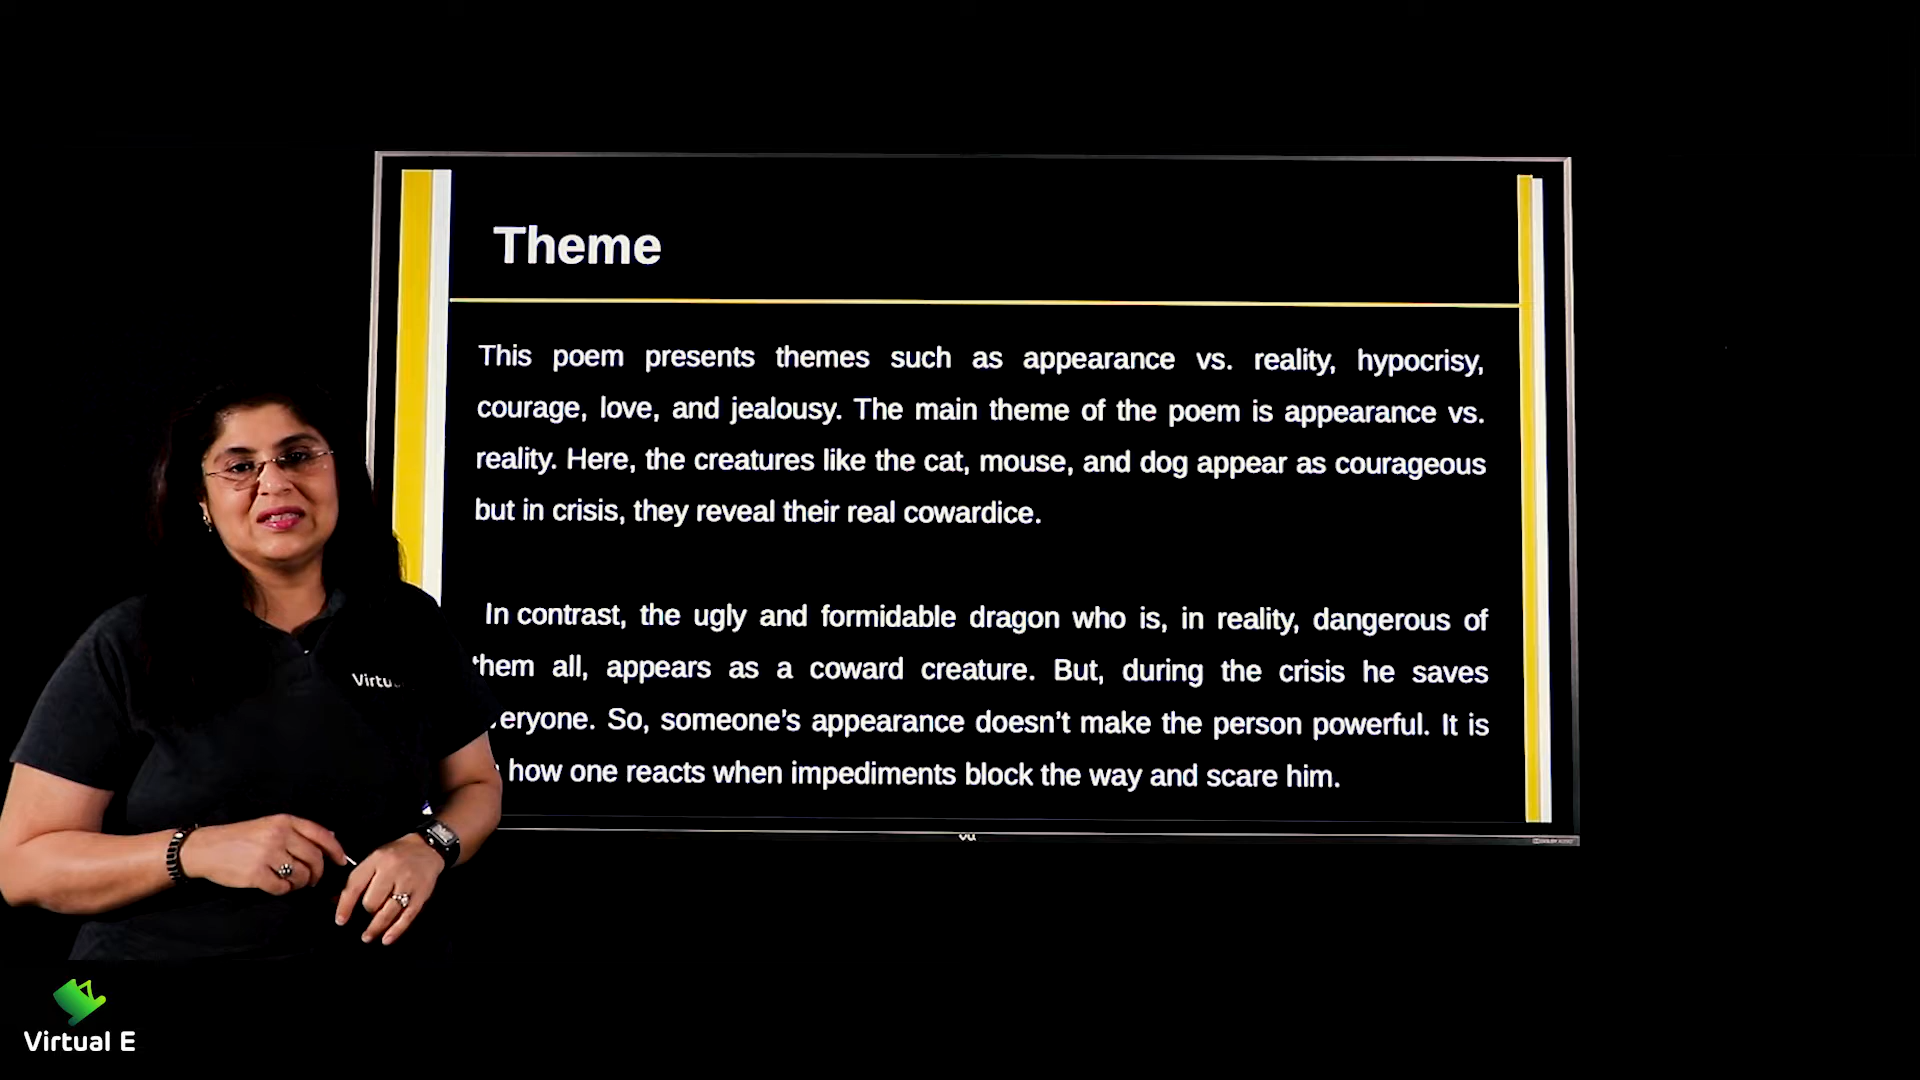 Theme
This poem presents themes such as appearance vs. reality, hypocrisy,
courage, love, and jealousy. The main theme of the poem is appearance vs.
reality. Here, the creatures like the cat, mouse, and dog appear as courageous
but in crisis, they reveal their real cowardice.
In contrast, the ugly and formidable dragon who is, in reality, dangerous of
them all, appears as a coward creature. But, during the crisis he saves
eryone. So, someone's appearance doesn't make the person powerful. It is
how one reacts when impediments block the way and scare him.
Virtu
vu
Virtual E